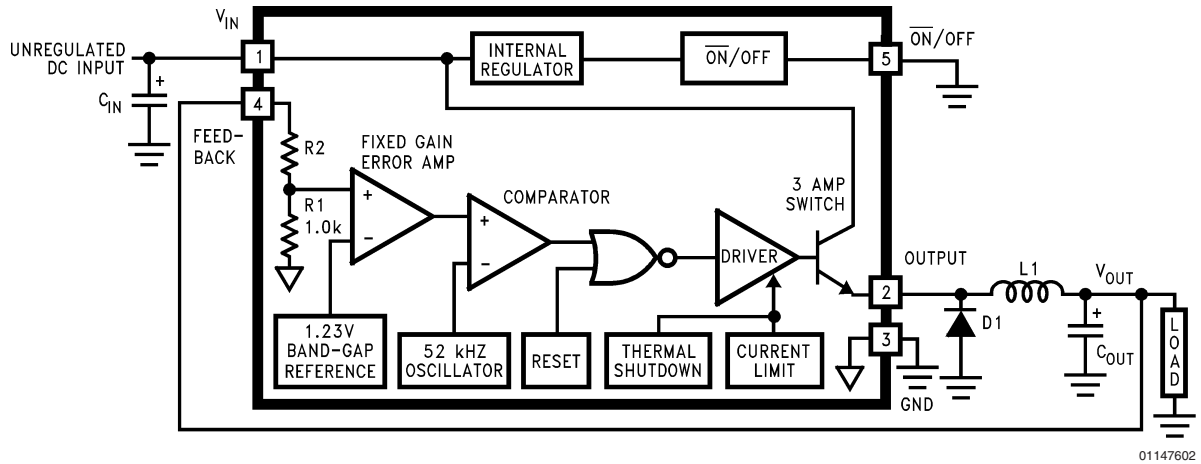 V_IN
UNREGULATED
DC INPUT
C_IN
+
1
4
FEED-
BACK
R2
R1
1.0k
FIXED GAIN
ERROR AMP
+
−
1.23V
BAND-GAP
REFERENCE
COMPARATOR
+
−
52 kHZ
OSCILLATOR
RESET
INTERNAL
REGULATOR
O̅N̅/OFF
5
O̅N̅/OFF
3 AMP
SWITCH
DRIVER
THERMAL
SHUTDOWN
CURRENT
LIMIT
OUTPUT
2
3
GND
D1
L1
V_OUT
+
C_OUT
LOAD
01147602